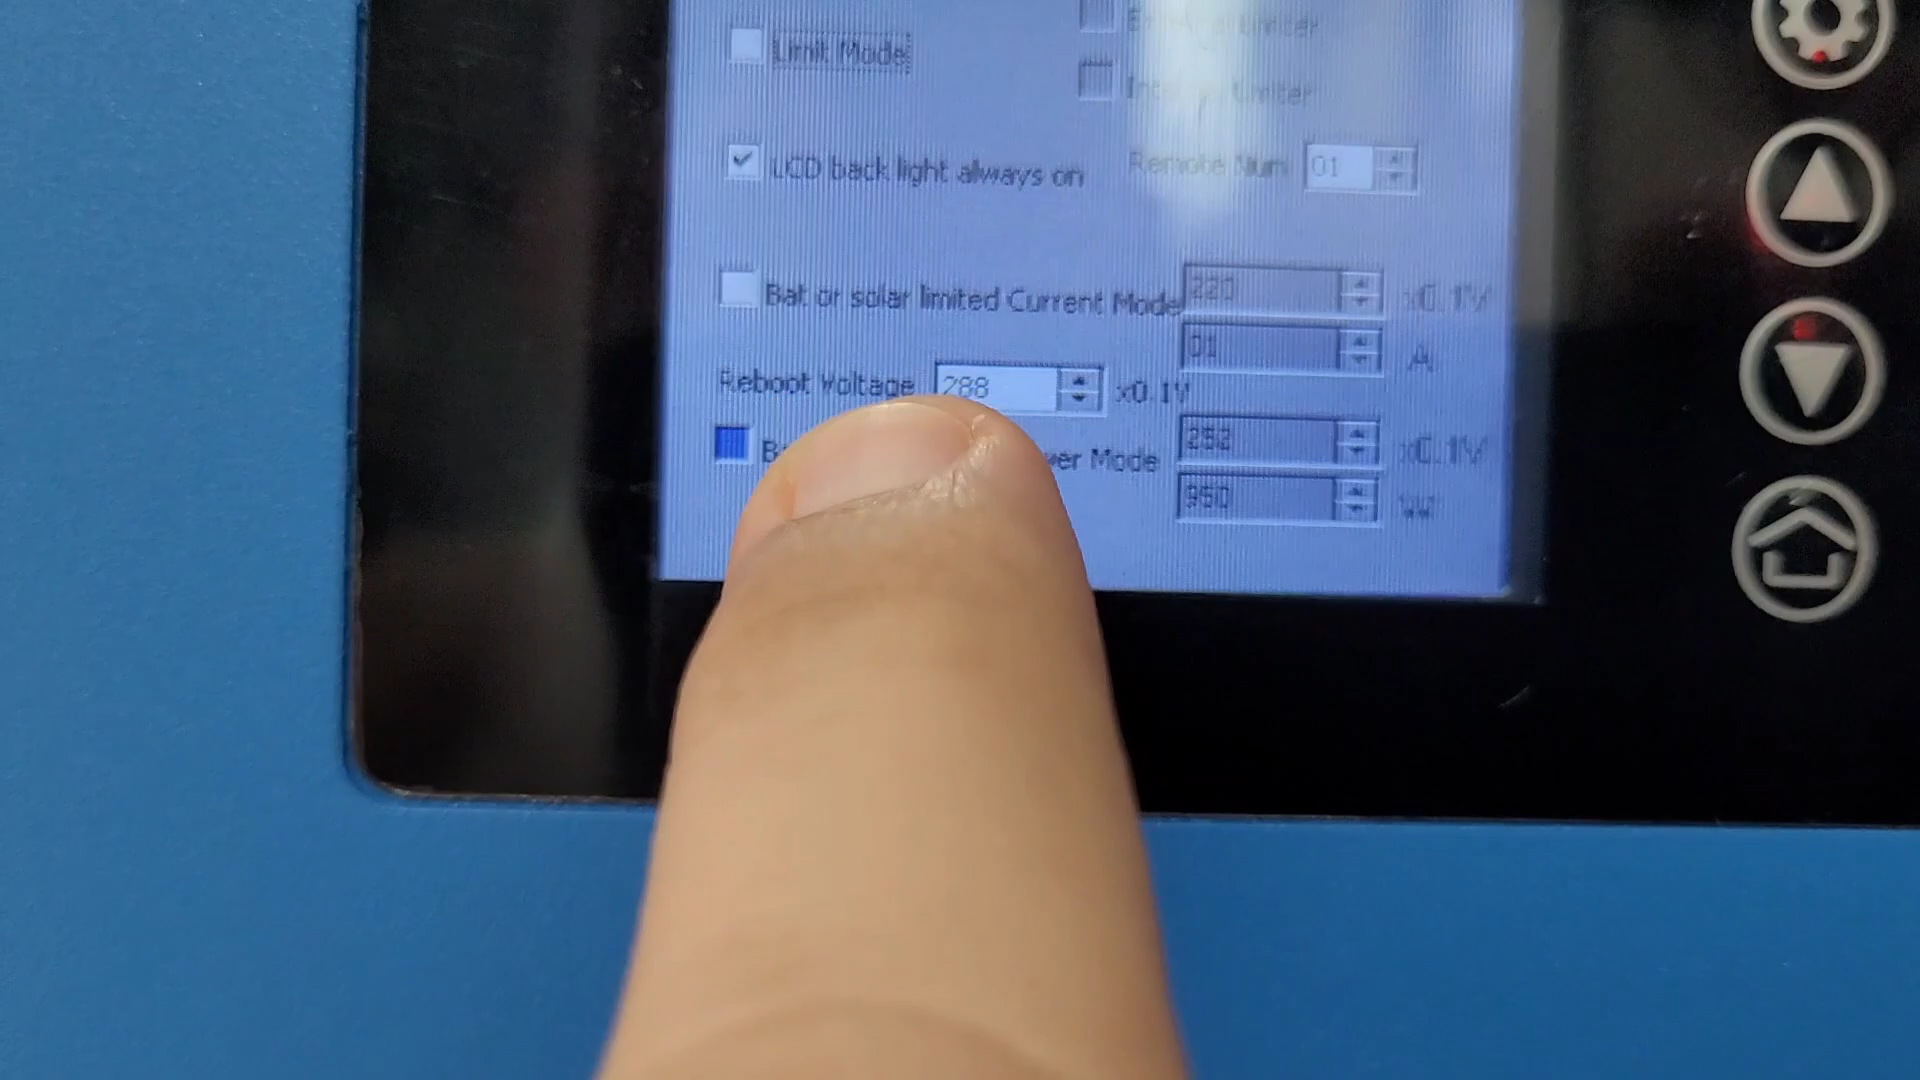 Limit Mode
LCD back light always on
Remote Num 01
Bat or solar limited Current Mode 220 x0.1V
01 A
Reboot Voltage 288 x0.1V
Mode 252 x0.1V
950 W